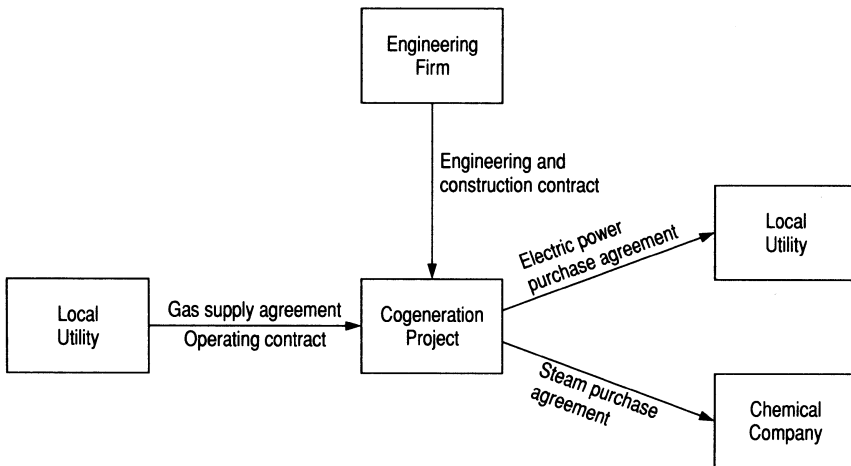 Engineering
Firm
Engineering and
construction contract
Local
Utility
Electric power
purchase agreement
Local
Utility
Gas supply agreement
Operating contract
Cogeneration
Project
Steam purchase
agreement
Chemical
Company